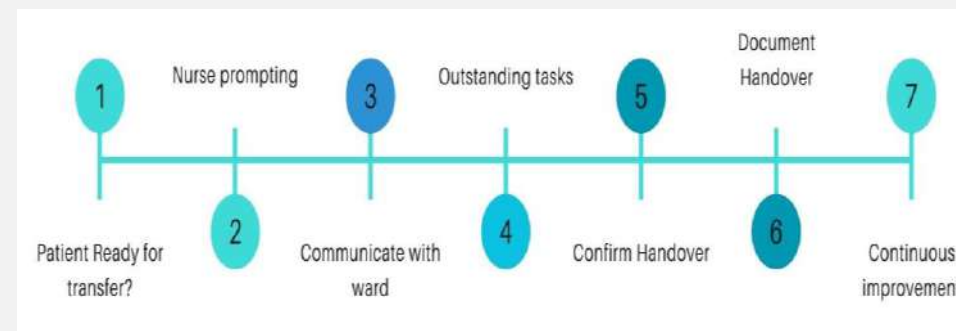 1
Patient Ready for
transfer?
Nurse prompting
2
3
Communicate with
ward
Outstanding tasks
4
5
Confirm Handover
Document
Handover
6
7
Continuous
improvemen